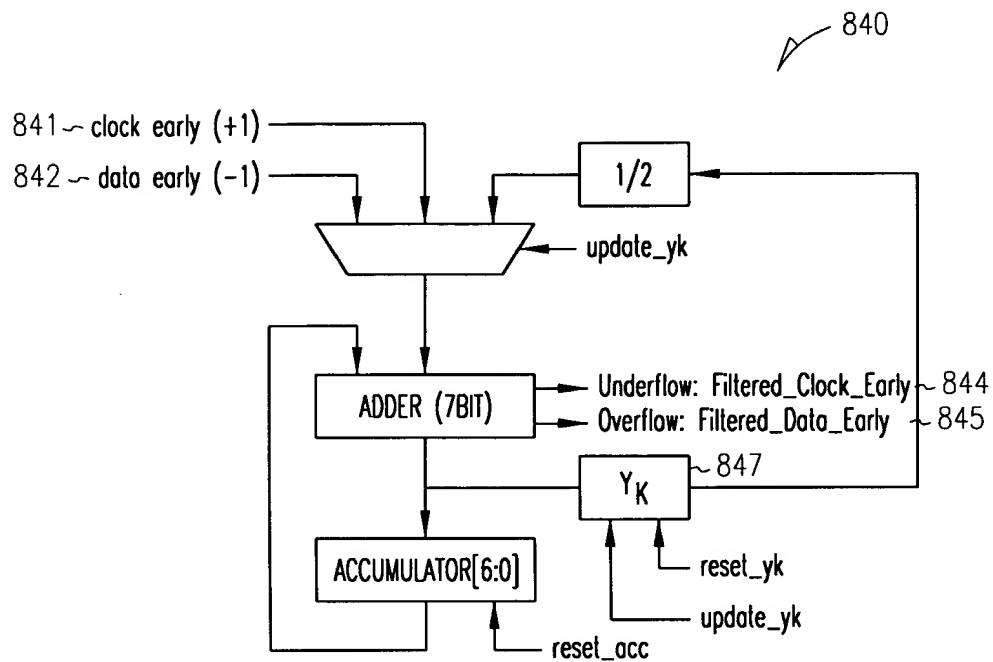 840
841 clock early (+1)
842 data early (-1)
1/2
update_yk
ADDER (7BIT)
Underflow: Filtered_Clock_Early 844
Overflow: Filtered_Data_Early 845
847
YK
ACCUMULATOR[6:0]
reset_yk
update_yk
reset_acc